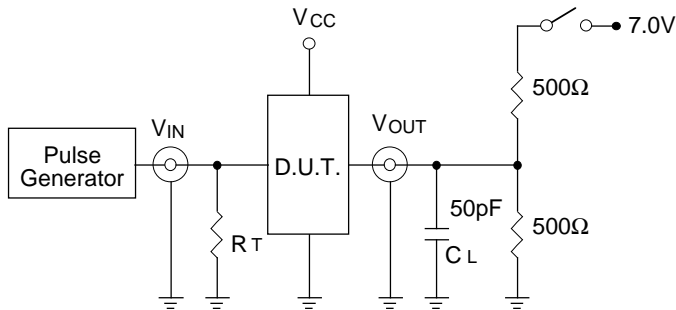 VCC
7.0V
500Ω
VIN
VOUT
Pulse
Generator
D.U.T.
50pF
500Ω
RT
CL